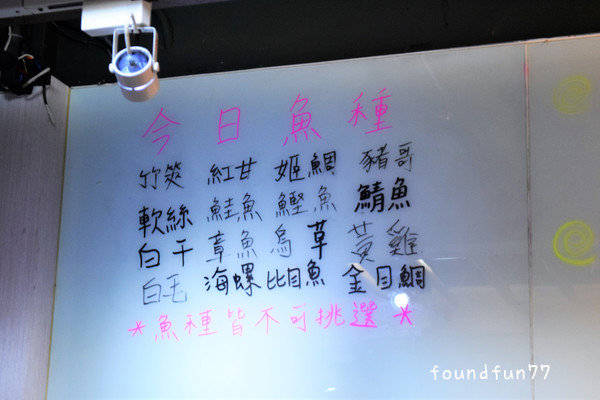 今日魚種
竹筴 紅甘 姬鯛 豬哥
軟絲 鮭魚 鰹魚 鯖魚
白干 章魚 烏草 黃雞
白毛 海螺 比目魚 金目鯛
*魚種皆不可挑選*
foundfun77